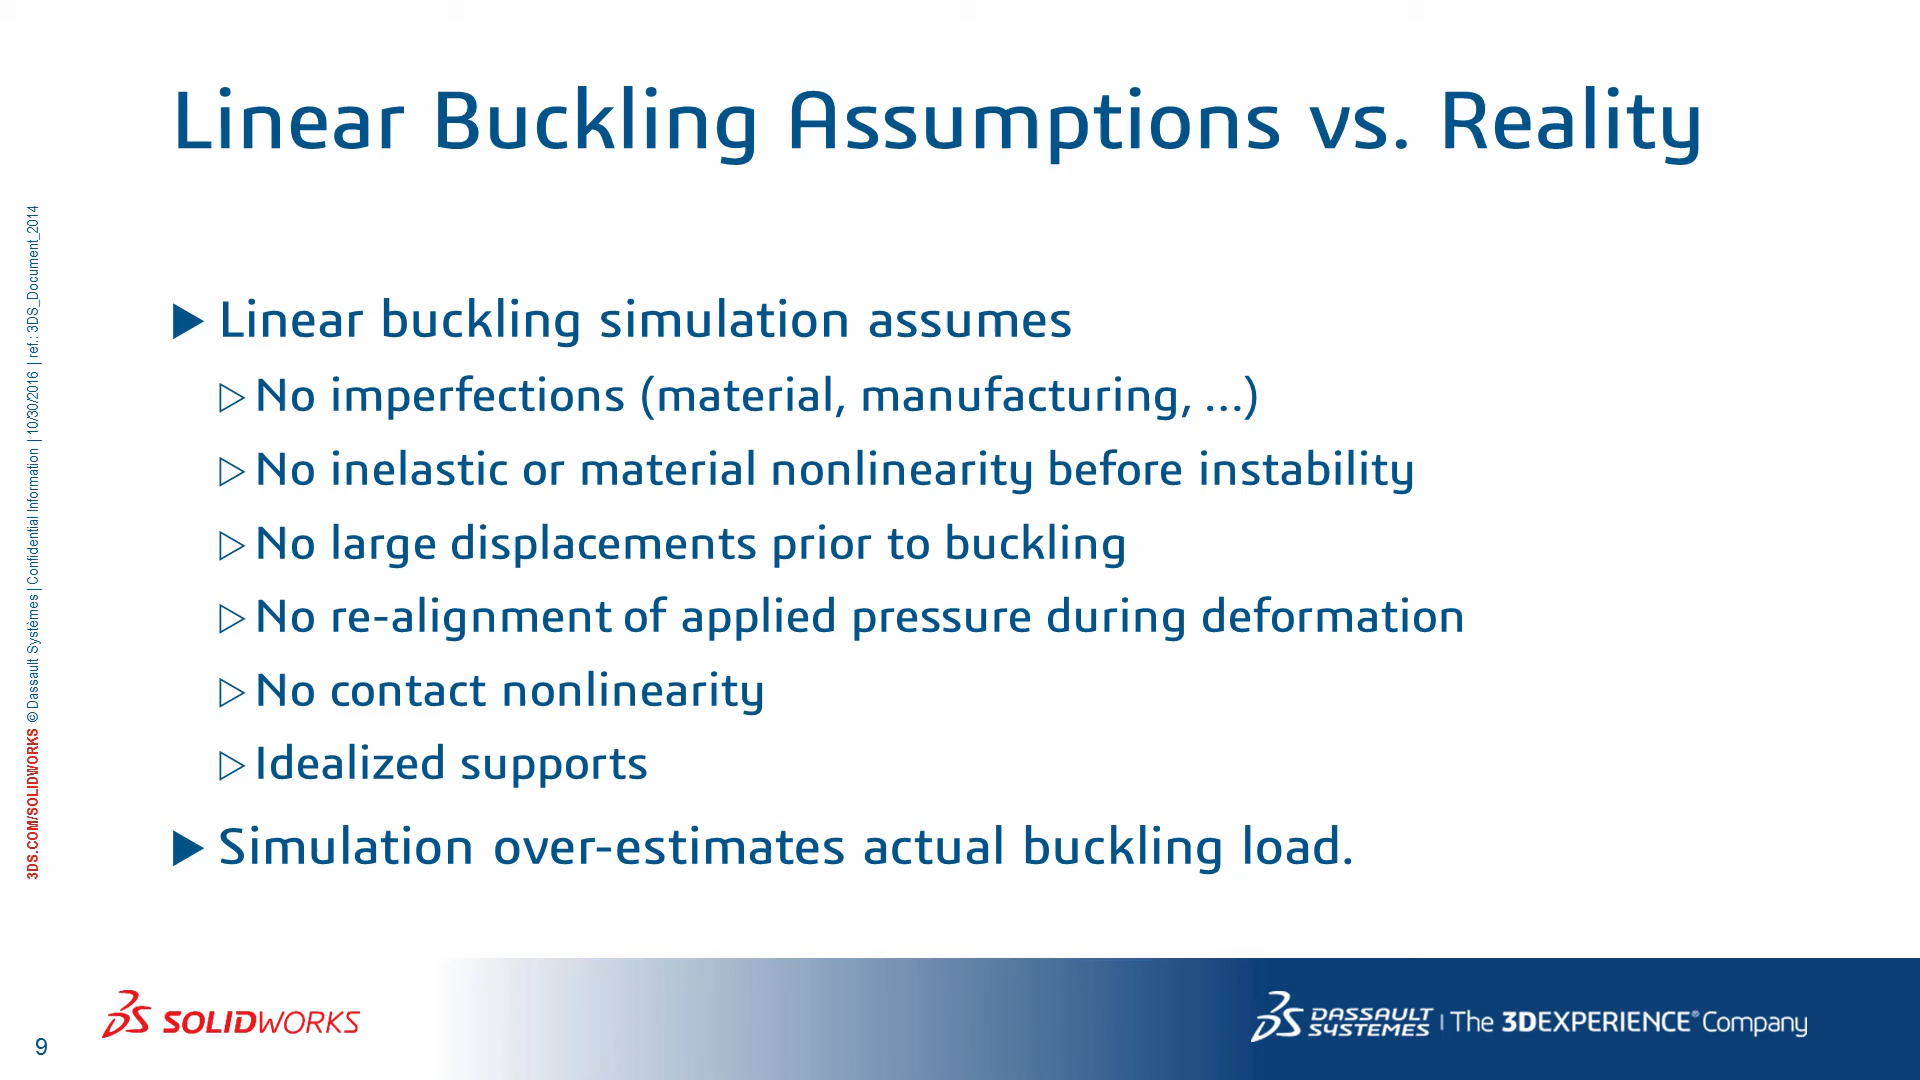 Linear Buckling Assumptions vs. Reality
Linear buckling simulation assumes
No imperfections (material, manufacturing, ...)
No inelastic or material nonlinearity before instability
No large displacements prior to buckling
No re-alignment of applied pressure during deformation
No contact nonlinearity
Idealized supports
Simulation over-estimates actual buckling load.
3DS.COM/SOLIDWORKS © Dassault Systèmes | Confidential Information | 10/30/2016 | ref.: 3DS_Document_2014
9
SOLIDWORKS
DASSAULT SYSTEMES | The 3DEXPERIENCE® Company